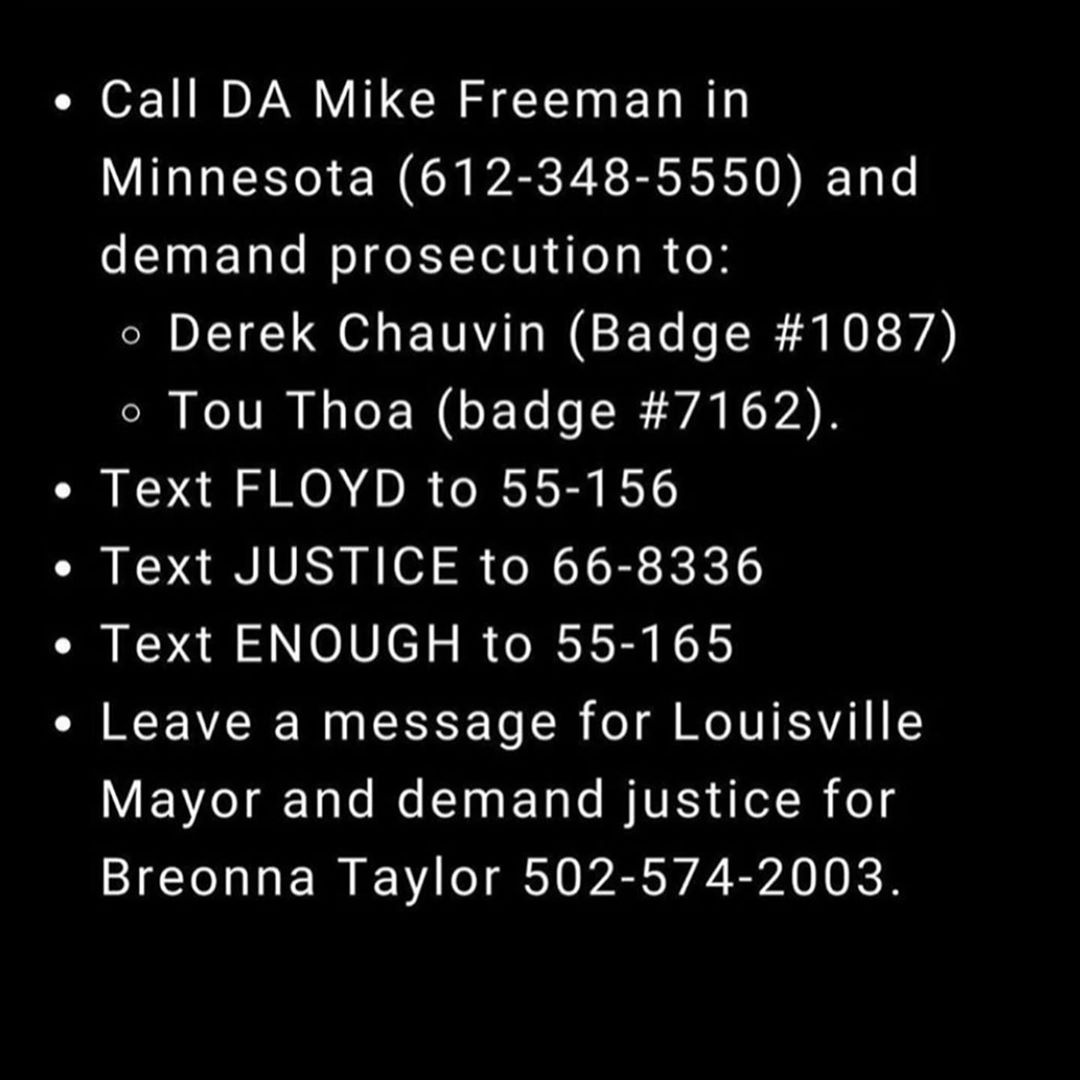 • Call DA Mike Freeman in
Minnesota (612-348-5550) and
demand prosecution to:
◦ Derek Chauvin (Badge #1087)
◦ Tou Thoa (badge #7162).
• Text FLOYD to 55-156
• Text JUSTICE to 66-8336
• Text ENOUGH to 55-165
• Leave a message for Louisville
Mayor and demand justice for
Breonna Taylor 502-574-2003.